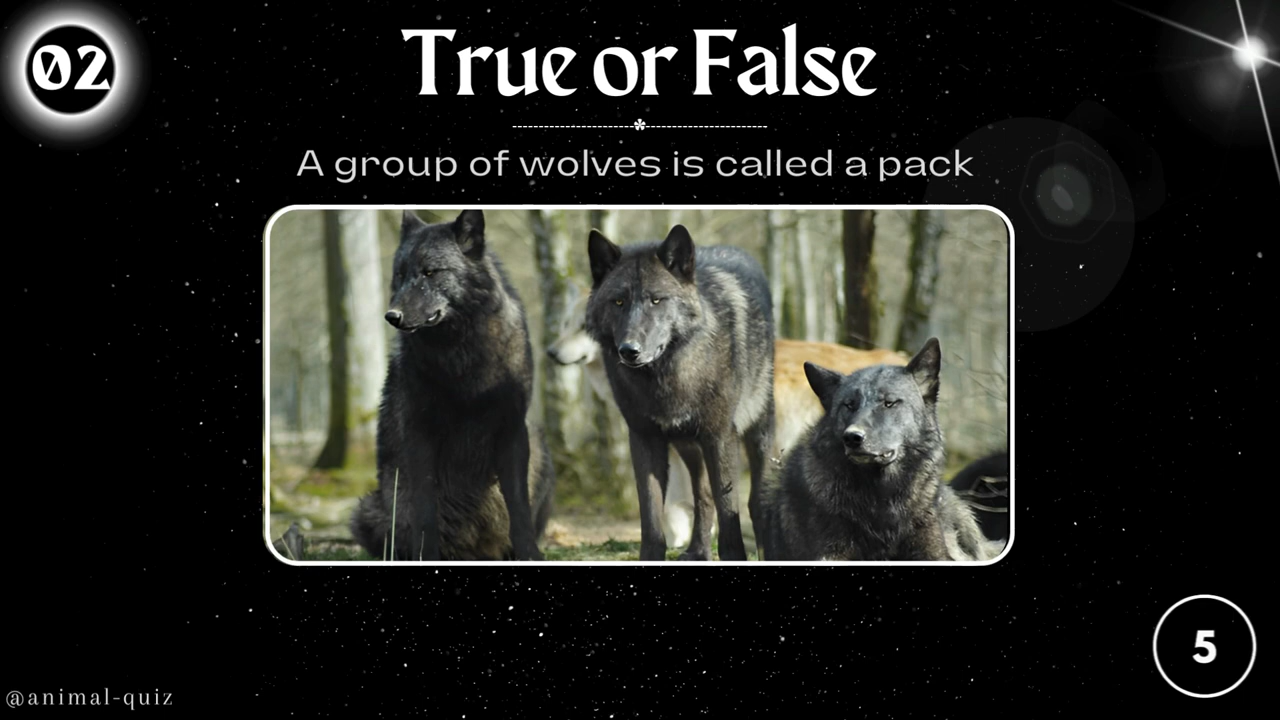 02
True or False
A group of wolves is called a pack
5
@animal-quiz